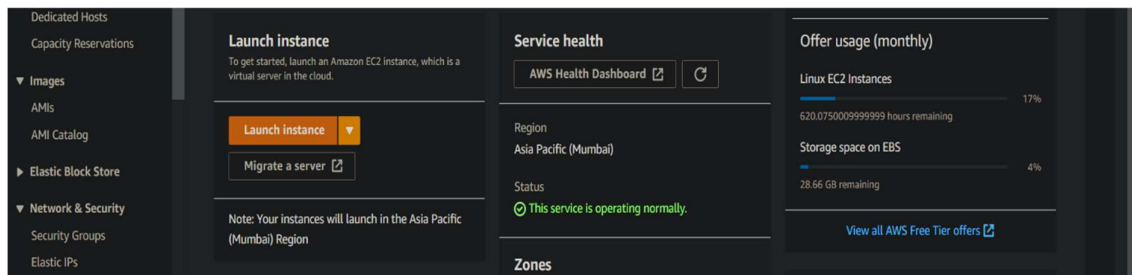 Dedicated Hosts
Capacity Reservations
Images
AMIs
AMI Catalog
Elastic Block Store
Network & Security
Security Groups
Elastic IPs
Launch instance
To get started, launch an Amazon EC2 instance, which is a
virtual server in the cloud.
Launch instance
Migrate a server
Note: Your instances will launch in the Asia Pacific
(Mumbai) Region
Service health
AWS Health Dashboard
Region
Asia Pacific (Mumbai)
Status
This service is operating normally.
Zones
Offer usage (monthly)
Linux EC2 Instances
17%
620.0750009999999 hours remaining
Storage space on EBS
4%
28.66 GB remaining
View all AWS Free Tier offers